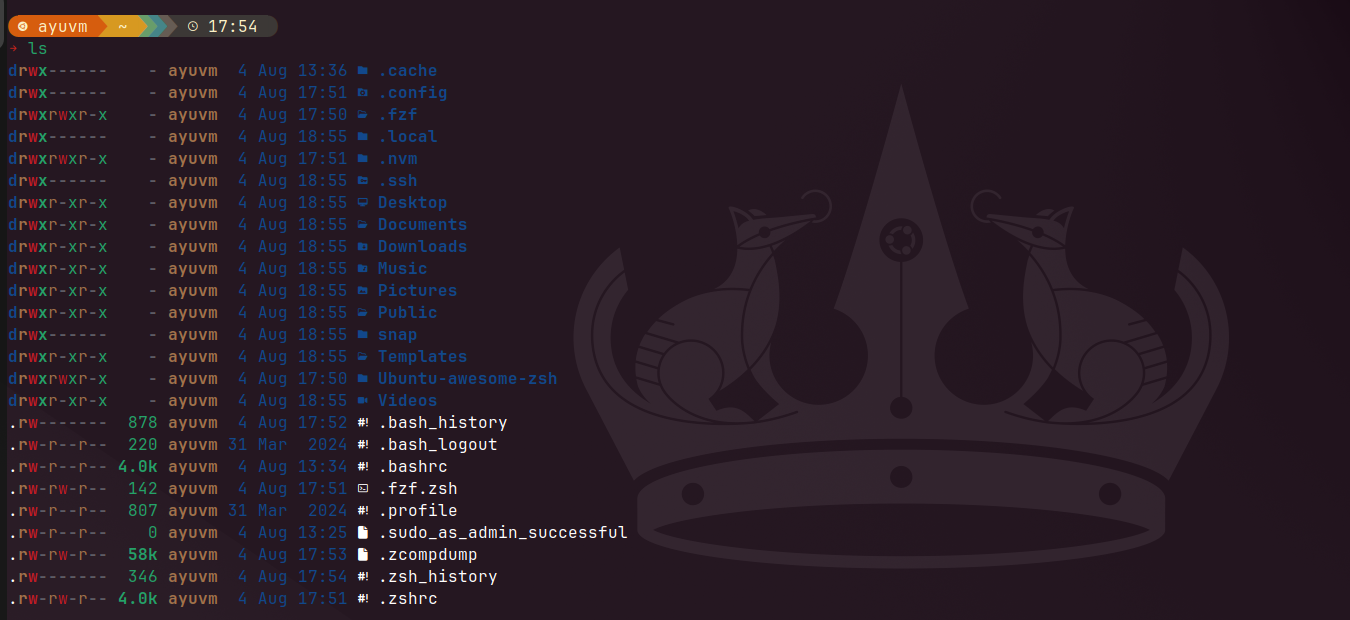 ayuvm ~ 17:54
→ ls
drwx------    - ayuvm  4 Aug 13:36 .cache
drwx------    - ayuvm  4 Aug 17:51 .config
drwxrwxr-x    - ayuvm  4 Aug 17:50 .fzf
drwx------    - ayuvm  4 Aug 18:55 .local
drwxrwxr-x    - ayuvm  4 Aug 17:51 .nvm
drwx------    - ayuvm  4 Aug 18:55 .ssh
drwxr-xr-x    - ayuvm  4 Aug 18:55 Desktop
drwxr-xr-x    - ayuvm  4 Aug 18:55 Documents
drwxr-xr-x    - ayuvm  4 Aug 18:55 Downloads
drwxr-xr-x    - ayuvm  4 Aug 18:55 Music
drwxr-xr-x    - ayuvm  4 Aug 18:55 Pictures
drwxr-xr-x    - ayuvm  4 Aug 18:55 Public
drwx------    - ayuvm  4 Aug 18:55 snap
drwxr-xr-x    - ayuvm  4 Aug 18:55 Templates
drwxrwxr-x    - ayuvm  4 Aug 17:50 Ubuntu-awesome-zsh
drwxr-xr-x    - ayuvm  4 Aug 18:55 Videos
.rw-------  878 ayuvm  4 Aug 17:52 #! .bash_history
.rw-r--r--  220 ayuvm 31 Mar  2024 #! .bash_logout
.rw-r--r-- 4.0k ayuvm  4 Aug 13:34 #! .bashrc
.rw-rw-r--  142 ayuvm  4 Aug 17:51 .fzf.zsh
.rw-r--r--  807 ayuvm 31 Mar  2024 #! .profile
.rw-r--r--    0 ayuvm  4 Aug 13:25 .sudo_as_admin_successful
.rw-rw-r--  58k ayuvm  4 Aug 17:53 .zcompdump
.rw-------  346 ayuvm  4 Aug 17:54 #! .zsh_history
.rw-rw-r-- 4.0k ayuvm  4 Aug 17:51 #! .zshrc